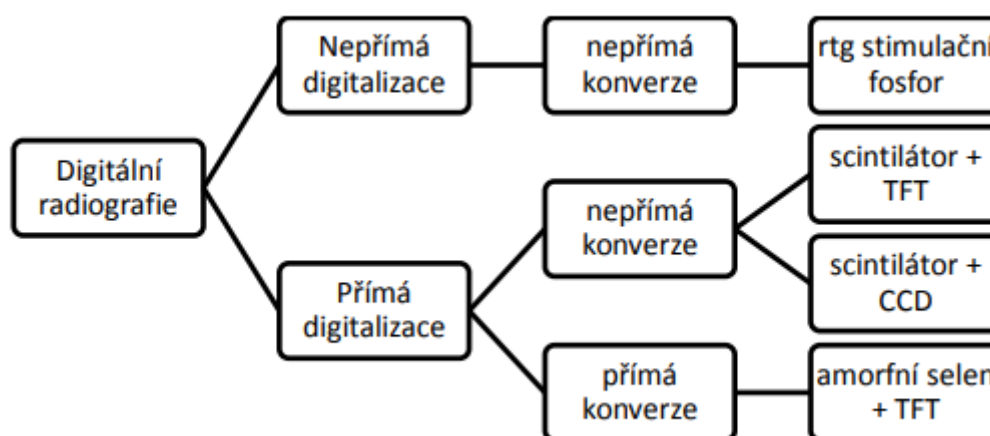 Digitální
radiografie
Nepřímá
digitalizace
nepřímá
konverze
rtg stimulační
fosfor
Přímá
digitalizace
nepřímá
konverze
scintilátor +
TFT
scintilátor +
CCD
přímá
konverze
amorfní selen
+ TFT